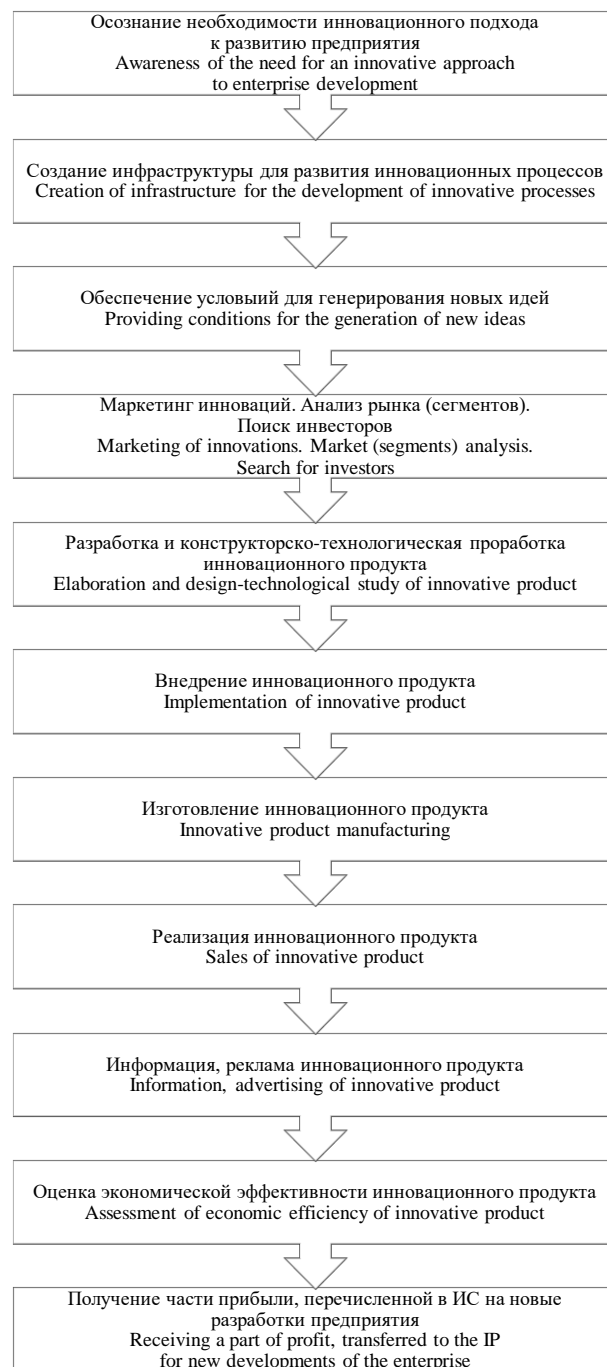 Осознание необходимости инновационного подхода
к развитию предприятия
Awareness of the need for an innovative approach
to enterprise development
Создание инфраструктуры для развития инновационных процессов
Creation of infrastructure for the development of innovative processes
Обеспечение условыий для генерирования новых идей
Providing conditions for the generation of new ideas
Маркетинг инноваций. Анализ рынка (сегментов).
Поиск инвесторов
Marketing of innovations. Market (segments) analysis.
Search for investors
Разработка и конструкторско-технологическая проработка
инновационного продукта
Elaboration and design-technological study of innovative product
Внедрение инновационного продукта
Implementation of innovative product
Изготовление инновационного продукта
Innovative product manufacturing
Реализация инновационного продукта
Sales of innovative product
Информация, реклама инновационного продукта
Information, advertising of innovative product
Оценка экономической эффективности инновационного продукта
Assessment of economic efficiency of innovative product
Получение части прибыли, перечисленной в ИС на новые
разработки предприятия
Receiving a part of profit, transferred to the IP
for new developments of the enterprise